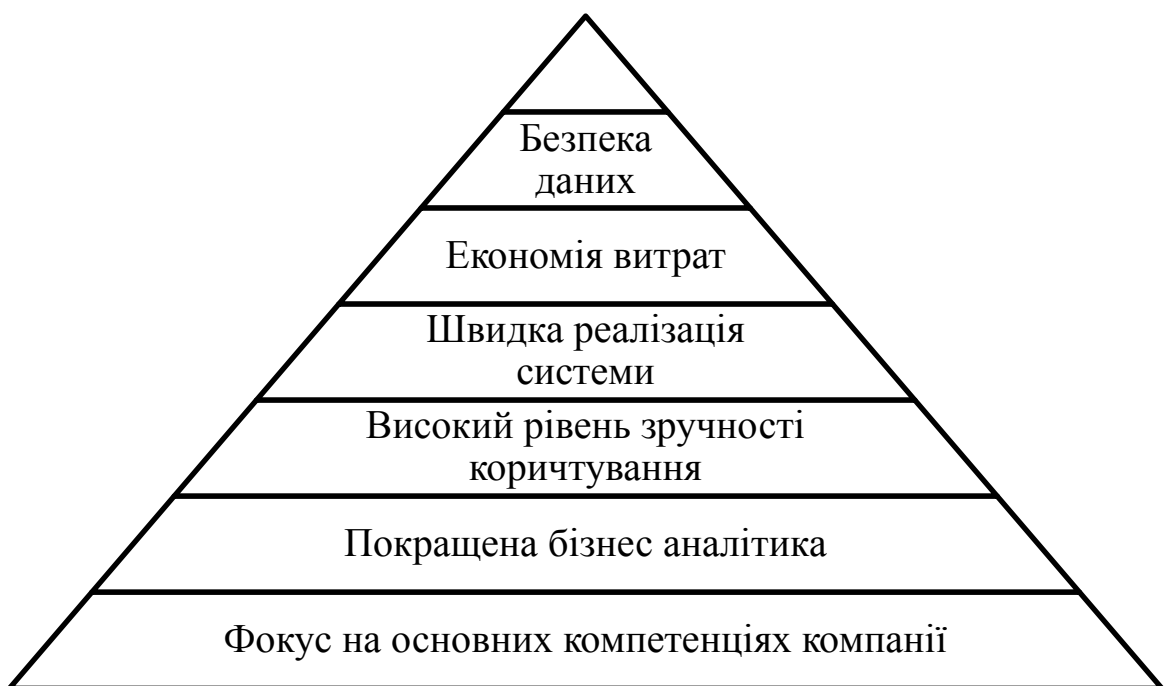 Безпека
даних
Економія витрат
Швидка реалізація
системи
Високий рівень зручності
коричтування
Покращена бізнес аналітика
Фокус на основних компетенціях компанії